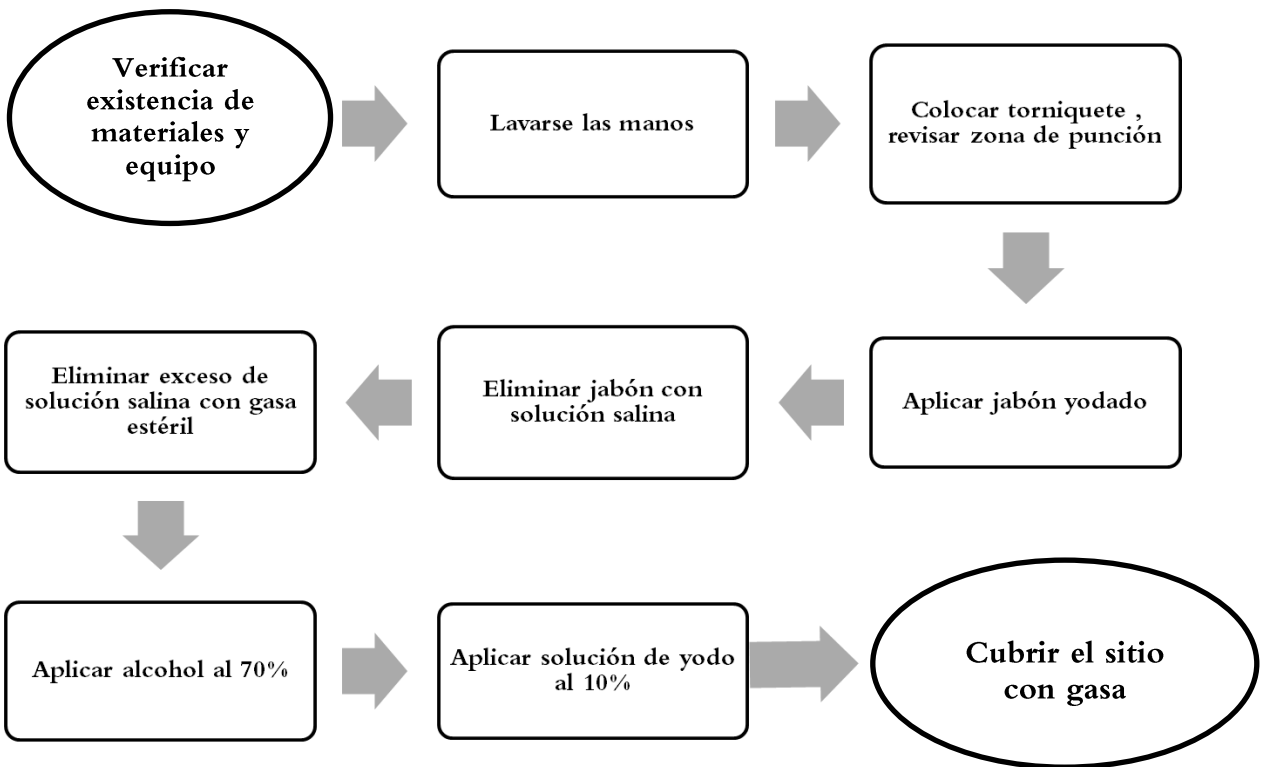 Verificar
existencia de
materiales y
equipo
Lavarse las manos
Colocar torniquete ,
revisar zona de punción
Aplicar jabón yodado
Eliminar jabón con
solución salina
Eliminar exceso de
solución salina con gasa
estéril
Aplicar alcohol al 70%
Aplicar solución de yodo
al 10%
Cubrir el sitio
con gasa